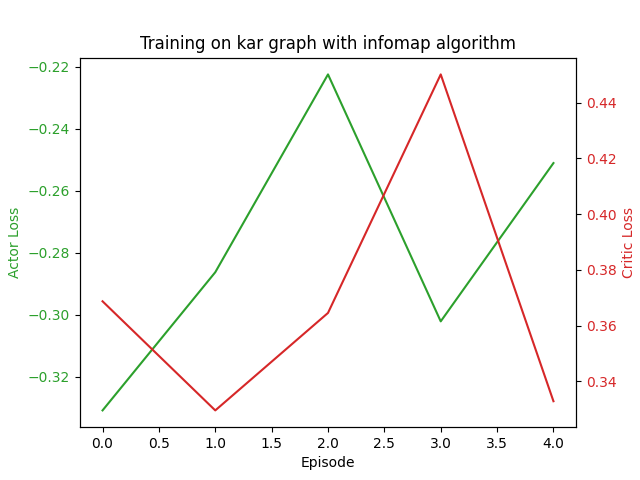 Training on kar graph with infomap algorithm
−0.22
−0.24
−0.26
−0.28
−0.30
−0.32
Actor Loss
0.44
0.42
0.40
0.38
0.36
0.34
Critic Loss
0.0 0.5 1.0 1.5 2.0 2.5 3.0 3.5 4.0
Episode